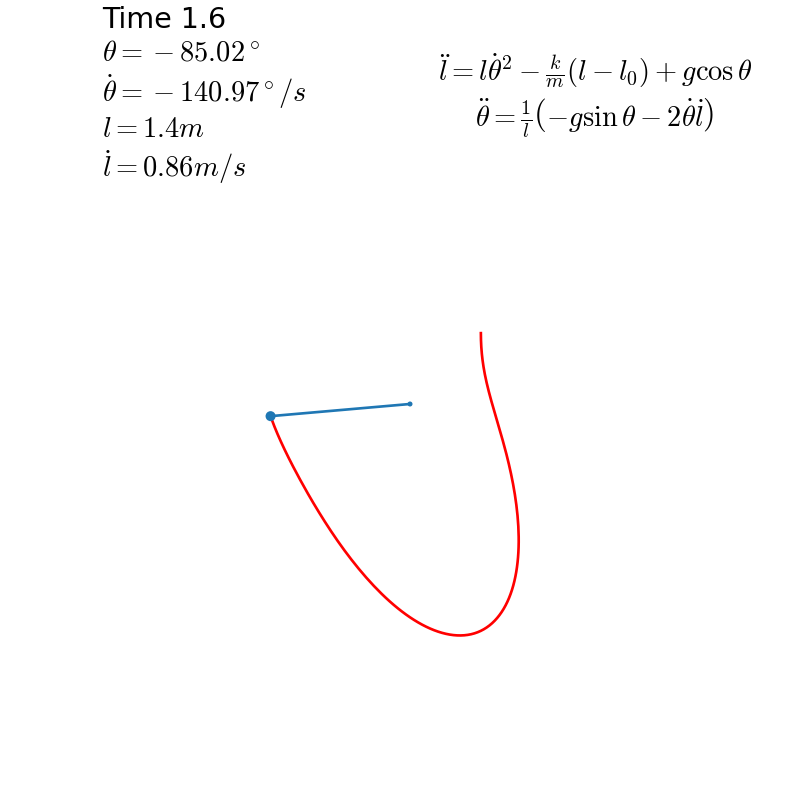 Time 1.6
θ = −85.02°
θ̇ = −140.97°/s
l = 1.4m
l̇ = 0.86m/s
l̈ = lθ̇² − k/m(l − l₀) + g cos θ
θ̈ = 1/l(−g sin θ − 2θ̇l̇)